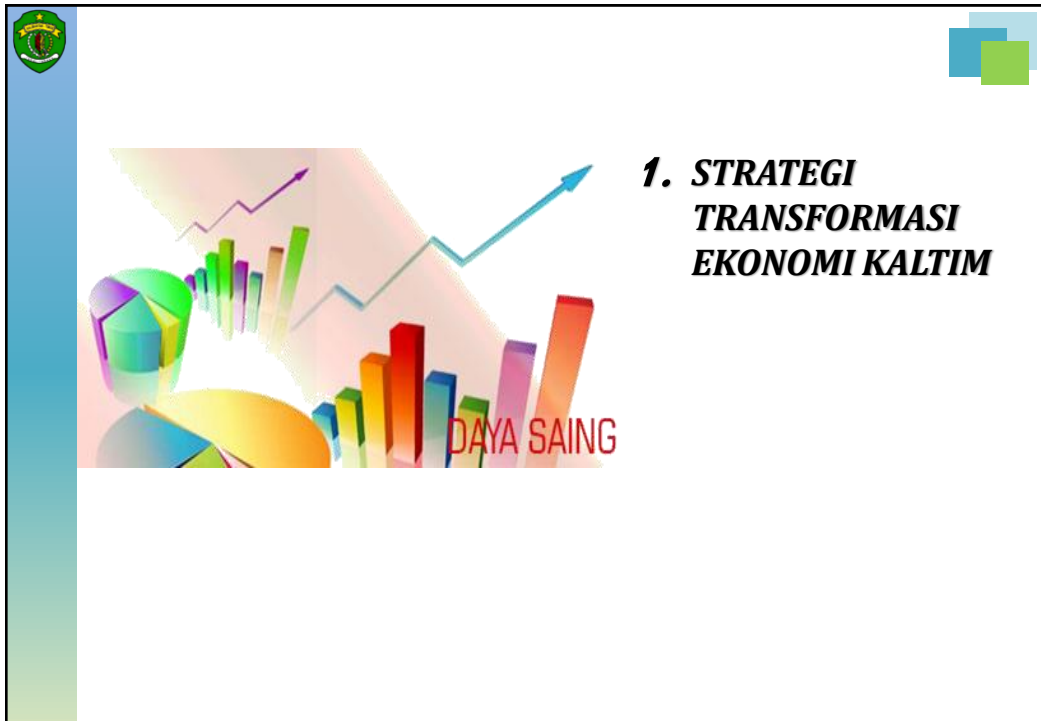 1. STRATEGI
TRANSFORMASI
EKONOMI KALTIM
DAYA SAING